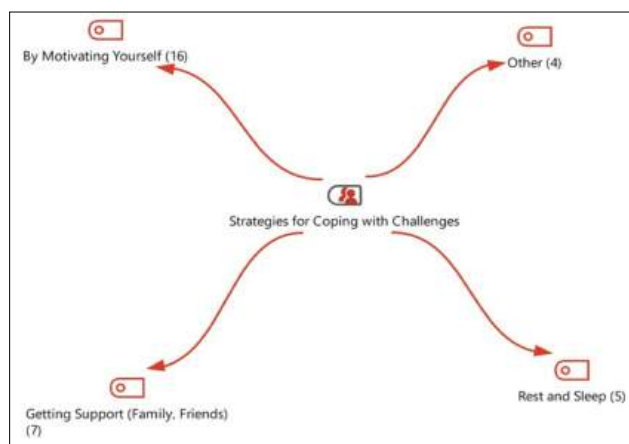 By Motivating Yourself (16)
Other (4)
Strategies for Coping with Challenges
Getting Support (Family, Friends)
(7)
Rest and Sleep (5)